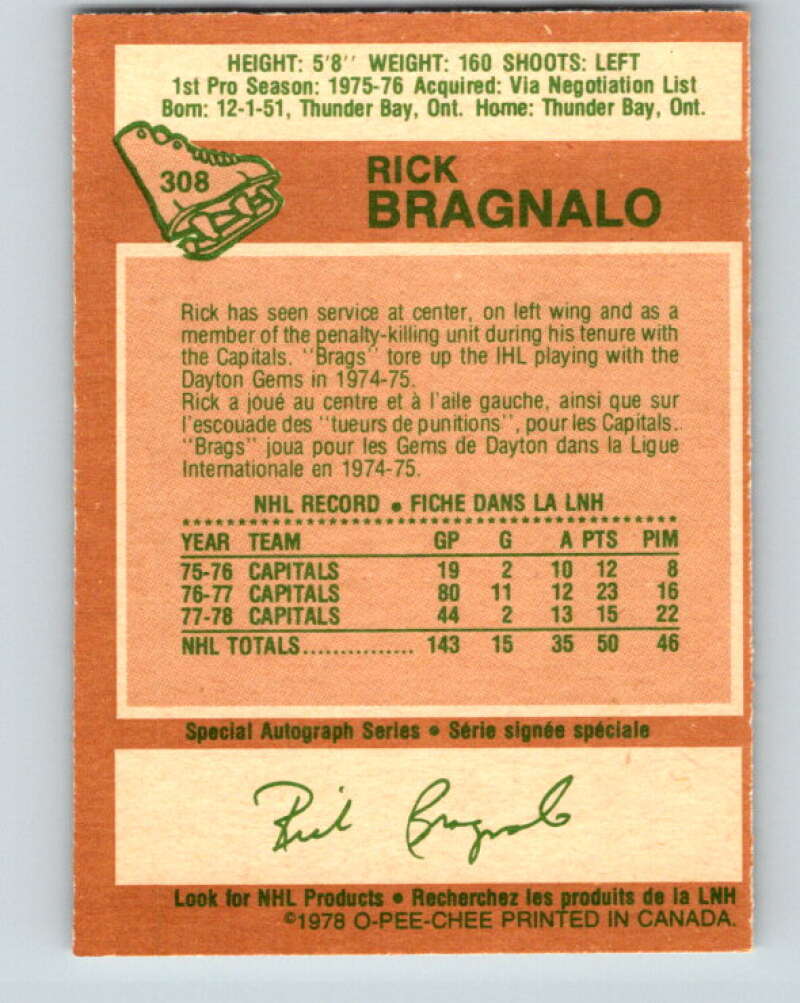 HEIGHT: 5'8'' WEIGHT: 160 SHOOTS: LEFT
1st Pro Season: 1975-76 Acquired: Via Negotiation List
Born: 12-1-51, Thunder Bay, Ont. Home: Thunder Bay, Ont.
308
RICK
BRAGNALO
Rick has seen service at center, on left wing and as a
member of the penalty-killing unit during his tenure with
the Capitals. "Brags" tore up the IHL playing with the
Dayton Gems in 1974-75.
Rick a joué au centre et à l'aile gauche, ainsi que sur
l'escouade des "tueurs de punitions", pour les Capitals.
"Brags" joua pour les Gems de Dayton dans la Ligue
Internationale en 1974-75.
NHL RECORD • FICHE DANS LA LNH
YEAR TEAM GP G A PTS PIM
75-76 CAPITALS 19 2 10 12 8
76-77 CAPITALS 80 11 12 23 16
77-78 CAPITALS 44 2 13 15 22
NHL TOTALS............... 143 15 35 50 46
Special Autograph Series • Série signée spéciale
Rick Bragnalo
Look for NHL Products • Recherchez les produits de la LNH
©1978 O-PEE-CHEE PRINTED IN CANADA.